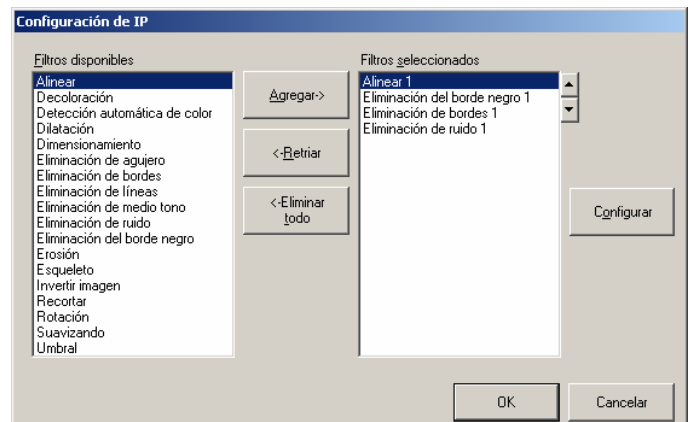 Configuración de IP
Filtros disponibles
Alinear
Decoloración
Detección automática de color
Dilatación
Dimensionamiento
Eliminación de agujero
Eliminación de bordes
Eliminación de líneas
Eliminación de medio tono
Eliminación de ruido
Eliminación del borde negro
Erosión
Esqueleto
Invertir imagen
Recortar
Rotación
Suavizando
Umbral
Agregar->
<-Retriar
<-Eliminar
todo
Filtros seleccionados
Alinear 1
Eliminación del borde negro 1
Eliminación de bordes 1
Eliminación de ruido 1
Configurar
OK
Cancelar